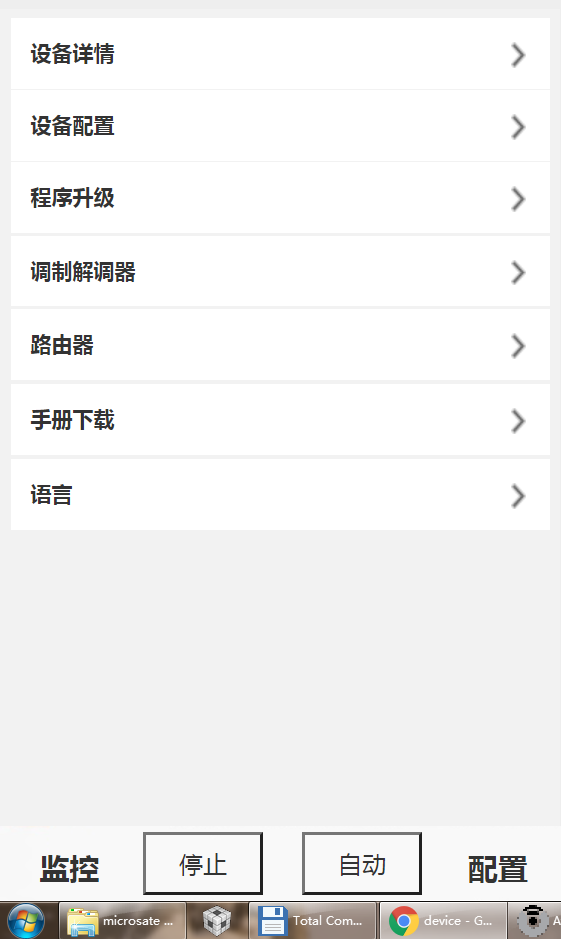 设备详情
设备配置
程序升级
调制解调器
路由器
手册下载
语言
监控 停止 自动 配置
microsate ... Total Com... device - G... A